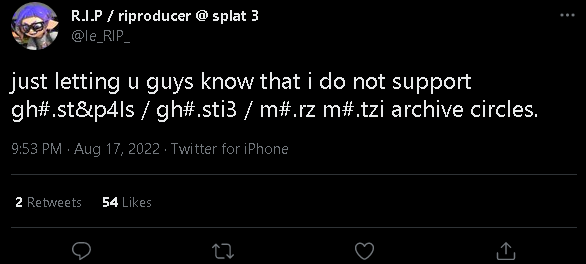 R.I.P / riproducer @ splat 3
@le_RIP_
just letting u guys know that i do not support
gh#.st&p4ls / gh#.sti3 / m#.rz m#.tzi archive circles.
9:53 PM · Aug 17, 2022 · Twitter for iPhone
2 Retweets 54 Likes